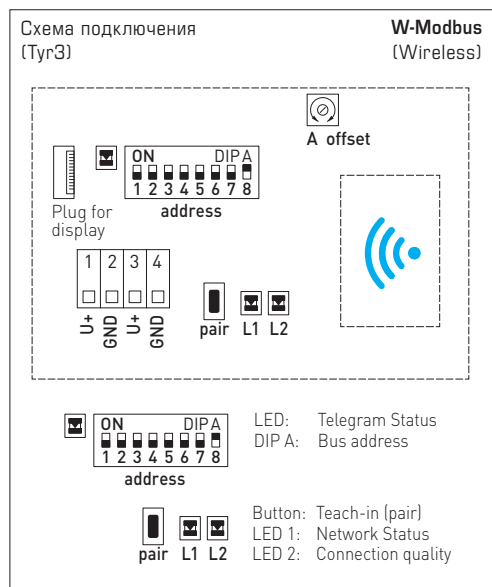 Схема подключения
(Tyr3)
W-Modbus
(Wireless)
A offset
ON DIP A
1 2 3 4 5 6 7 8
address
Plug for
display
1 2 3 4
U+ GND U+ GND
pair L1 L2
ON DIP A
1 2 3 4 5 6 7 8
address
LED: Telegram Status
DIP A: Bus address
pair L1 L2
Button: Teach-in (pair)
LED 1: Network Status
LED 2: Connection quality